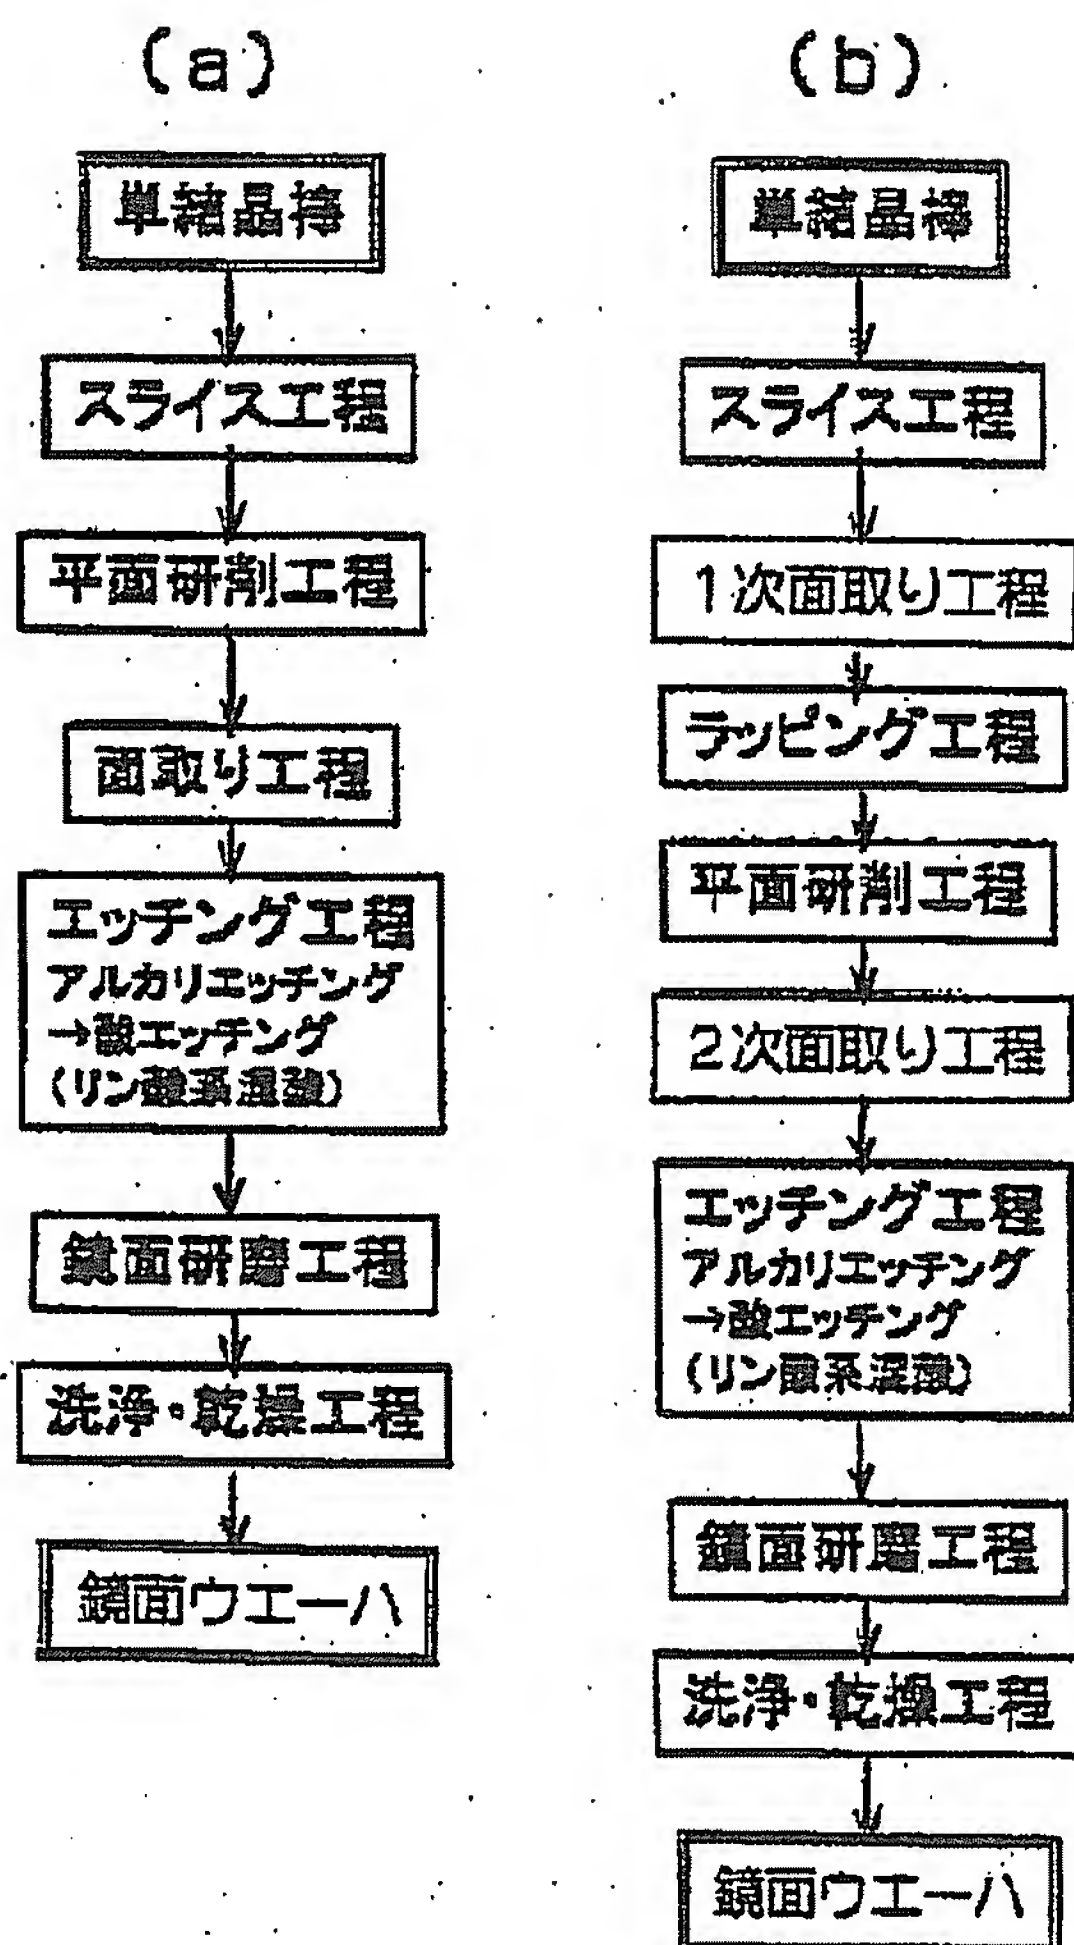 (a)
単結晶棒
スライス工程
平面研削工程
面取り工程
エッチング工程
アルカリエッチング
→酸エッチング
(リン酸系混酸)
鏡面研磨工程
洗浄・乾燥工程
鏡面ウエーハ
(b)
単結晶棒
スライス工程
1次面取り工程
ラッピング工程
平面研削工程
2次面取り工程
エッチング工程
アルカリエッチング
→酸エッチング
(リン酸系混酸)
鏡面研磨工程
洗浄・乾燥工程
鏡面ウエーハ